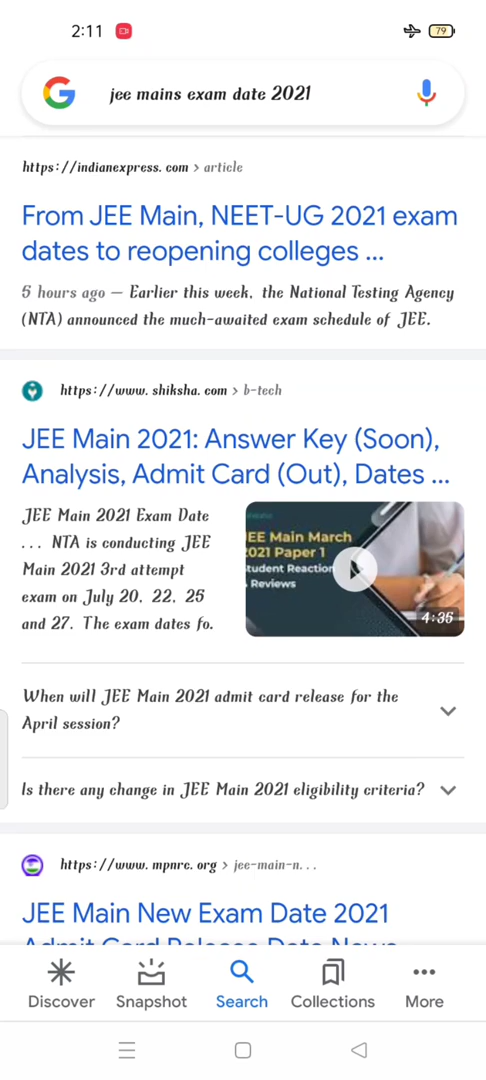 2:11
79
jee mains exam date 2021
https://indianexpress. com > article
From JEE Main, NEET-UG 2021 exam
dates to reopening colleges ...
5 hours ago — Earlier this week, the National Testing Agency
(NTA) announced the much-awaited exam schedule of JEE.
https://www. shiksha. com > b-tech
JEE Main 2021: Answer Key (Soon),
Analysis, Admit Card (Out), Dates ...
JEE Main 2021 Exam Date
... NTA is conducting JEE
Main 2021 3rd attempt
exam on July 20, 22, 25
and 27. The exam dates fo.
EE Main March
2021 Paper 1
tudent Reaction
Reviews
4:35
When will JEE Main 2021 admit card release for the
April session?
Is there any change in JEE Main 2021 eligibility criteria?
https://www. mpnrc. org > jee-main-n...
JEE Main New Exam Date 2021
Admit Card Release Date News
Discover Snapshot Search Collections More